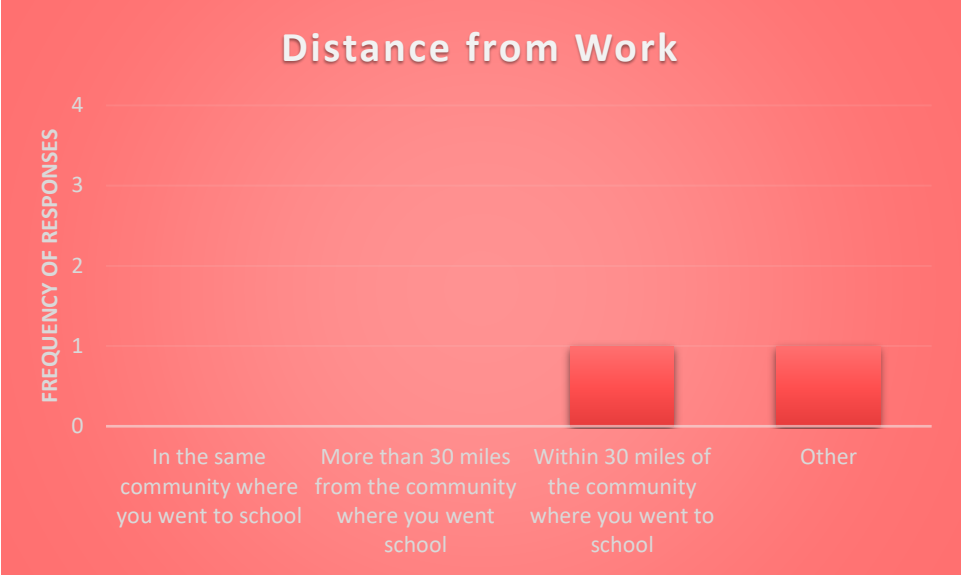 Distance from Work
FREQUENCY OF RESPONSES
4
3
2
1
0
In the same
community where
you went to school
More than 30 miles
from the community
where you went
school
Within 30 miles of
the community
where you went to
school
Other